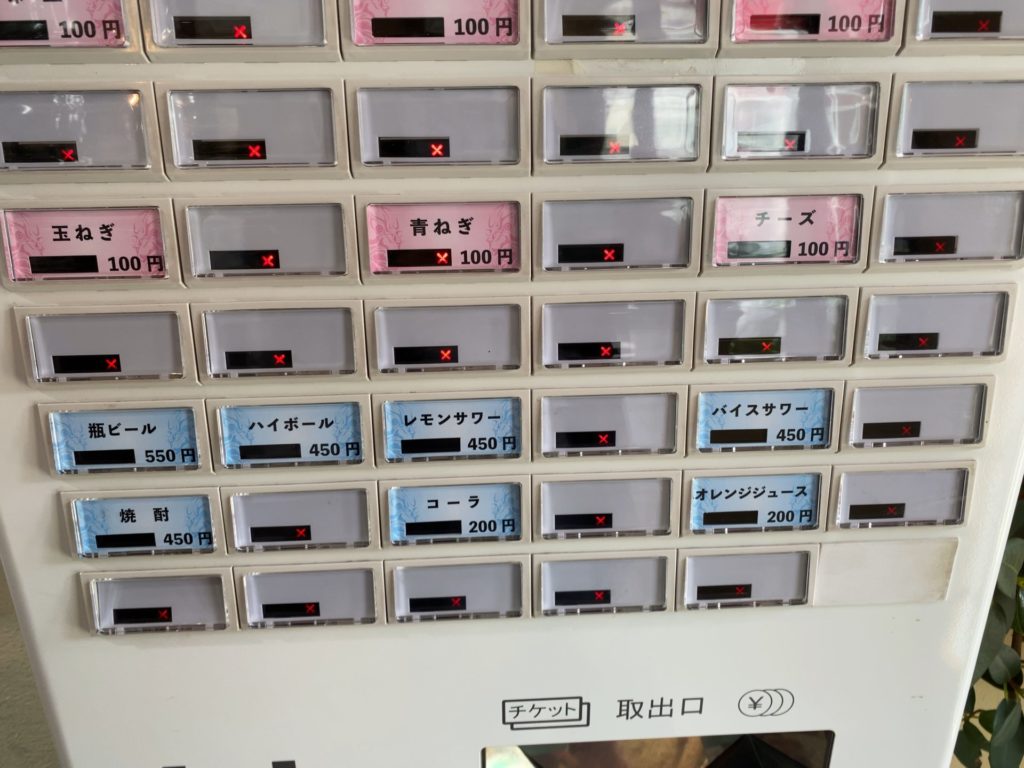 100円
100円
100円
玉ねぎ
100円
青ねぎ
100円
チーズ
100円
瓶ビール
550円
ハイボール
450円
レモンサワー
450円
バイスサワー
450円
焼酎
450円
コーラ
200円
オレンジジュース
200円
チケット 取出口 ¥